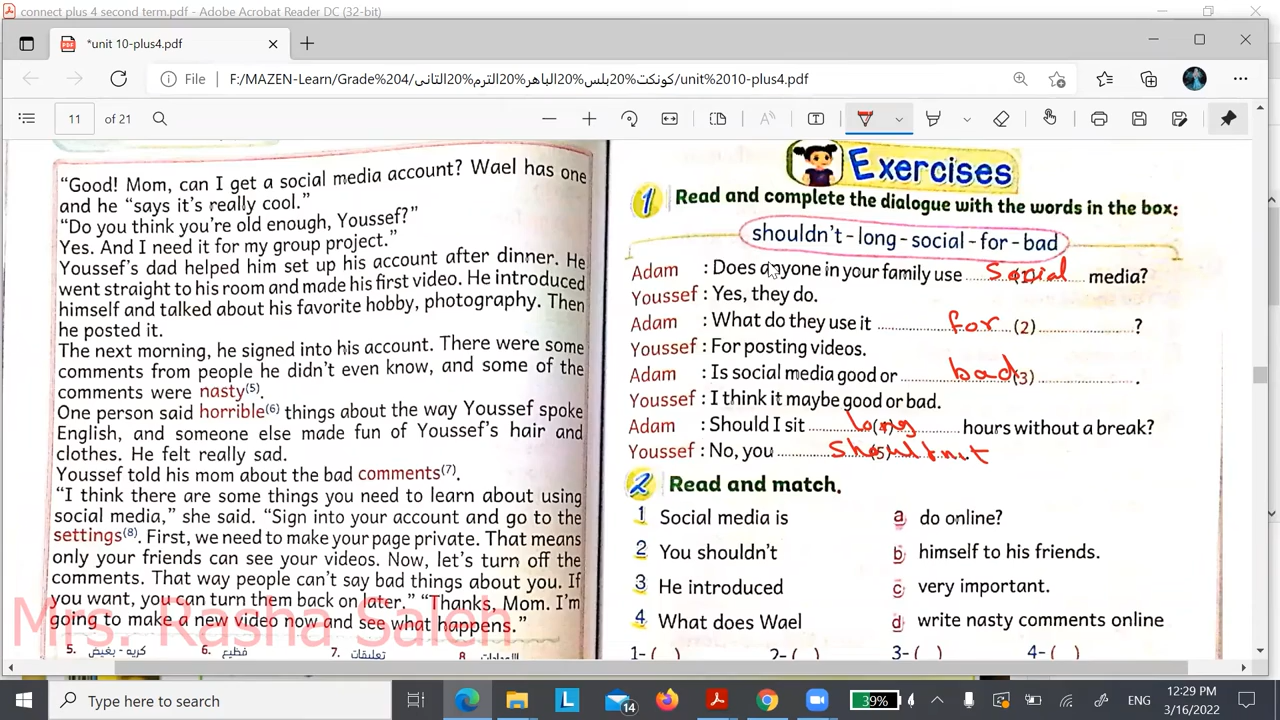 connect plus 4 second term.pdf - Adobe Acrobat Reader DC (32-bit)
*unit 10-plus4.pdf
File
F:/MAZEN-Learn/Grade%204/كونكت%20بلس%20الباهر%20الترم%20الثانى/unit%2010-plus4.pdf
11 of 21
"Good! Mom, can I get a social media account? Wael has one
and he "says it's really cool."
"Do you think you're old enough, Youssef?"
Yes. And I need it for my group project."
Youssef's dad helped him set up his account after dinner. He
went straight to his room and made his first video. He introduced
himself and talked about his favorite hobby, photography. Then
he posted it.
The next morning, he signed into his account. There were some
comments from people he didn't even know, and some of the
comments were nasty(5).
One person said horrible(6) things about the way Youssef spoke
English, and someone else made fun of Youssef's hair and
clothes. He felt really sad.
Youssef told his mom about the bad comments(7).
"I think there are some things you need to learn about using
social media," she said. "Sign into your account and go to the
settings(8). First, we need to make your page private. That means
only your friends can see your videos. Now, let's turn off the
comments. That way people can't say bad things about you. If
you want, you can turn them back on later." "Thanks, Mom. I'm
going to make a new video now and see what happens."
Mrs. Rasha Saleh
5. كريه - بغيض 6. فظيع 7. تعليقات 8. الإعدادات
Exercises
1 Read and complete the dialogue with the words in the box:
shouldn't - long - social - for - bad
Adam : Does anyone in your family use social media?
Youssef : Yes, they do.
Adam : What do they use it for (2) ?
Youssef : For posting videos.
Adam : Is social media good or bad (3) .
Youssef : I think it maybe good or bad.
Adam : Should I sit long hours without a break?
Youssef : No, you (5) .
2 Read and match.
1 Social media is a do online?
2 You shouldn't b himself to his friends.
3 He introduced c very important.
4 What does Wael d write nasty comments online
1- ( ) 2- ( ) 3- ( ) 4- ( )
Type here to search
14
39%
ENG
12:29 PM
3/16/2022